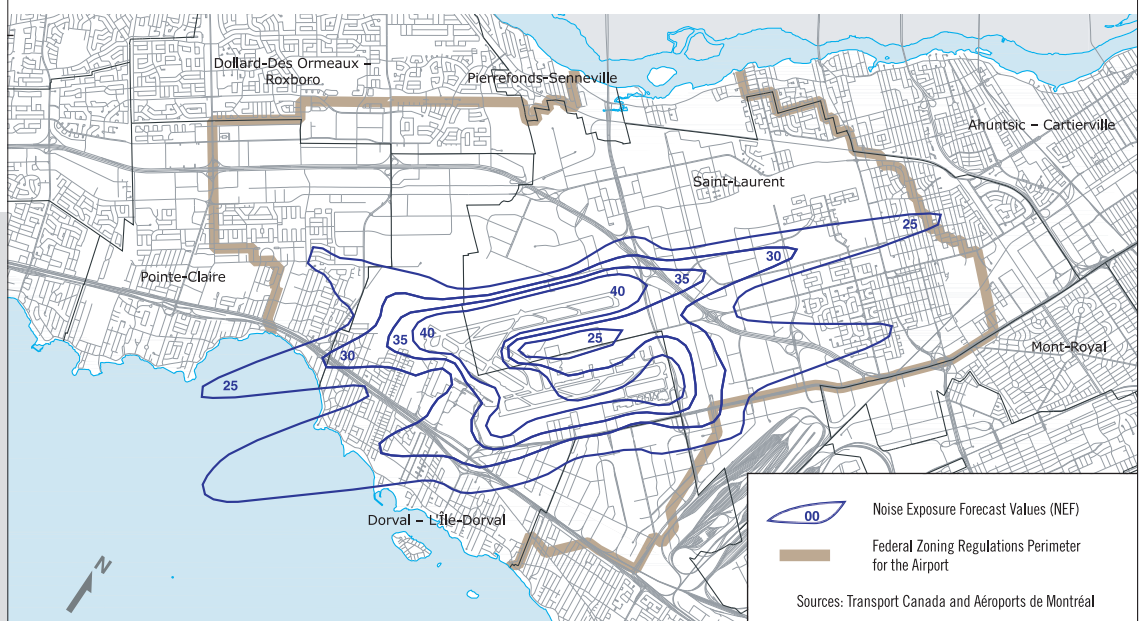 Dollard-Des Ormeaux –
Roxboro
Pierrefonds-Senneville
Ahuntsic – Cartierville
Saint-Laurent
25
30
Pointe-Claire
35
40
40
25
35
30
Mont-Royal
25
Dorval – L'Île-Dorval
N
00
Noise Exposure Forecast Values (NEF)
Federal Zoning Regulations Perimeter
for the Airport
Sources: Transport Canada and Aéroports de Montréal